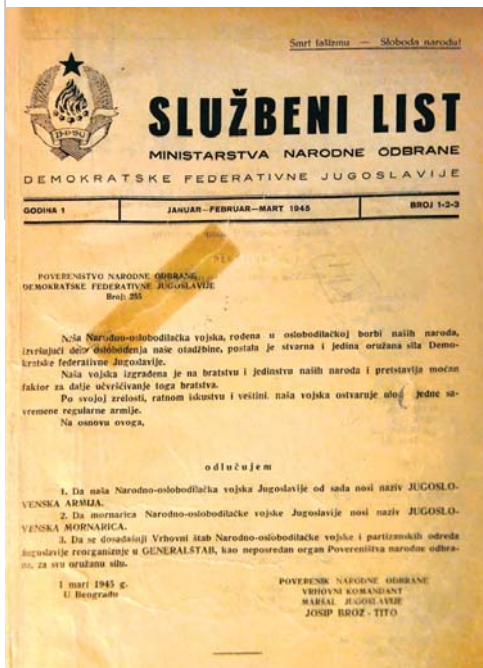 Smrt fašizmu — Sloboda narodu!
SLUŽBENI LIST
MINISTARSTVA NARODNE ODBRANE
DEMOKRATSKE FEDERATIVNE JUGOSLAVIJE
GODINA 1 JANUAR—FEBRUAR—MART 1945 BROJ 1-2-3
POVERENIŠTVO NARODNE ODBRANE
DEMOKRATSKE FEDERATIVNE JUGOSLAVIJE
Broj: 255
Naša Narodno-oslobodilačka vojska, rođena u oslobodilačkoj borbi naših naroda,
izvršujući delo oslobođenja naše otadžbine, postala je stvarna i jedina oružana sila Demo-
kratske federativne Jugoslavije.
Naša vojska izgrađena je na bratstvu i jedinstvu naših naroda i pretstavlja moćan
faktor za dalje učvršćivanje toga bratstva.
Po svojoj zrelosti, ratnom iskustvu i veštini, naša vojska ostvaruje jedne sa-
vremene regularne armije.
Na osnovu ovoga,
odlučujem
1. Da naša Narodno-oslobodilačka vojska Jugoslavije od sada nosi naziv JUGOSLO-
VENSKA ARMIJA.
2. Da mornarica Narodno-oslobodilačke vojske Jugoslavije nosi naziv JUGOSLO-
VENSKA MORNARICA.
3. Da se dosadašnji Vrhovni štab Narodno-oslobodilačke vojske i partizanskih odreda
Jugoslavije reorganizuje u GENERALŠTAB, kao neposredan organ Povereništva narodne odbra-
ne, za svu oružanu silu.
1 mart 1945 g.
U Beogradu
POVERENIK NARODNE ODBRANE
VRHOVNI KOMANDANT
MARŠAL JUGOSLAVIJE
JOSIP BROZ - TITO